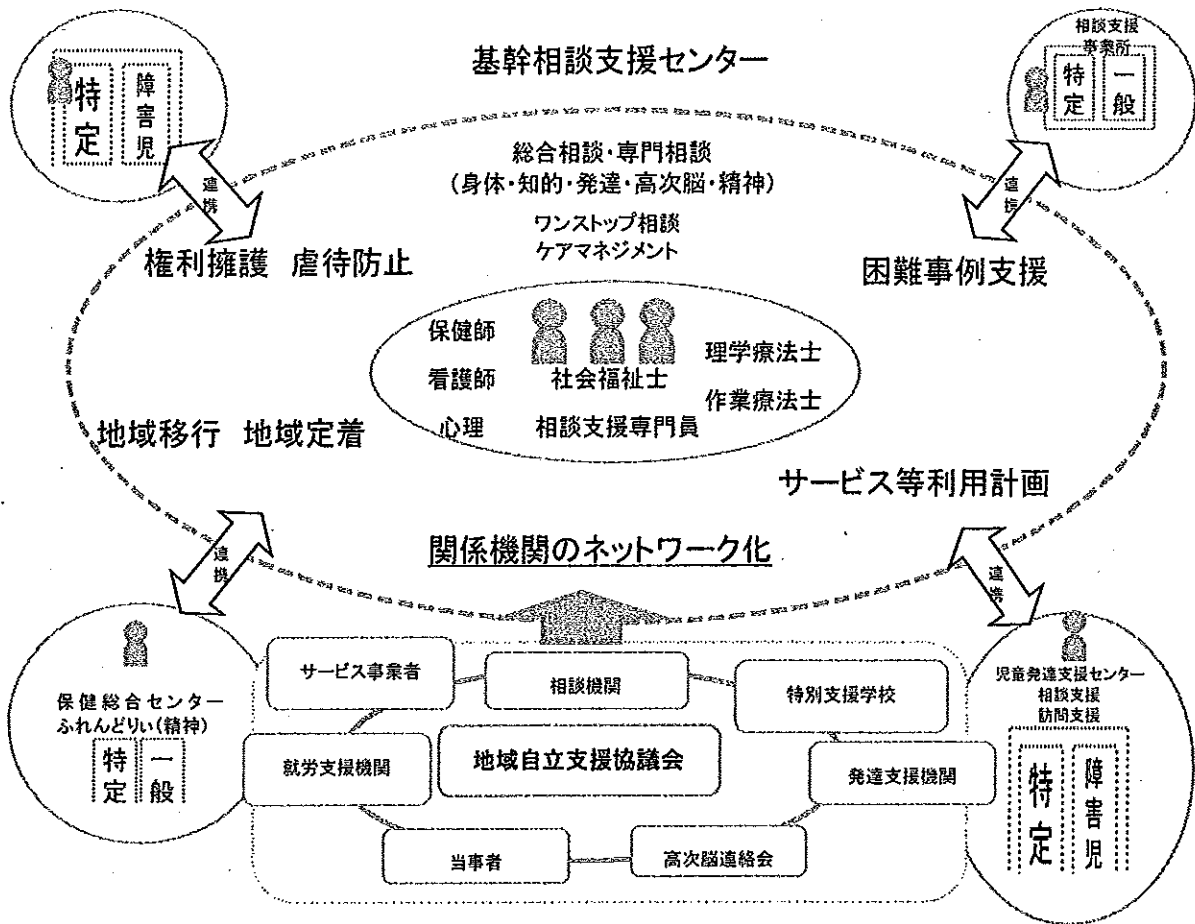 基幹相談支援センター
特定
障害児
相談支援
事業所
特定
一般
連携
連携
総合相談・専門相談
(身体・知的・発達・高次脳・精神)
ワンストップ相談
ケアマネジメント
権利擁護 虐待防止
困難事例支援
保健師
看護師
心理
社会福祉士
相談支援専門員
理学療法士
作業療法士
地域移行 地域定着
サービス等利用計画
関係機関のネットワーク化
連携
連携
保健総合センター
ふれんどりぃ(精神)
特定
一般
サービス事業者
相談機関
特別支援学校
就労支援機関
地域自立支援協議会
発達支援機関
当事者
高次脳連絡会
児童発達支援センター
相談支援
訪問支援
特定
障害児